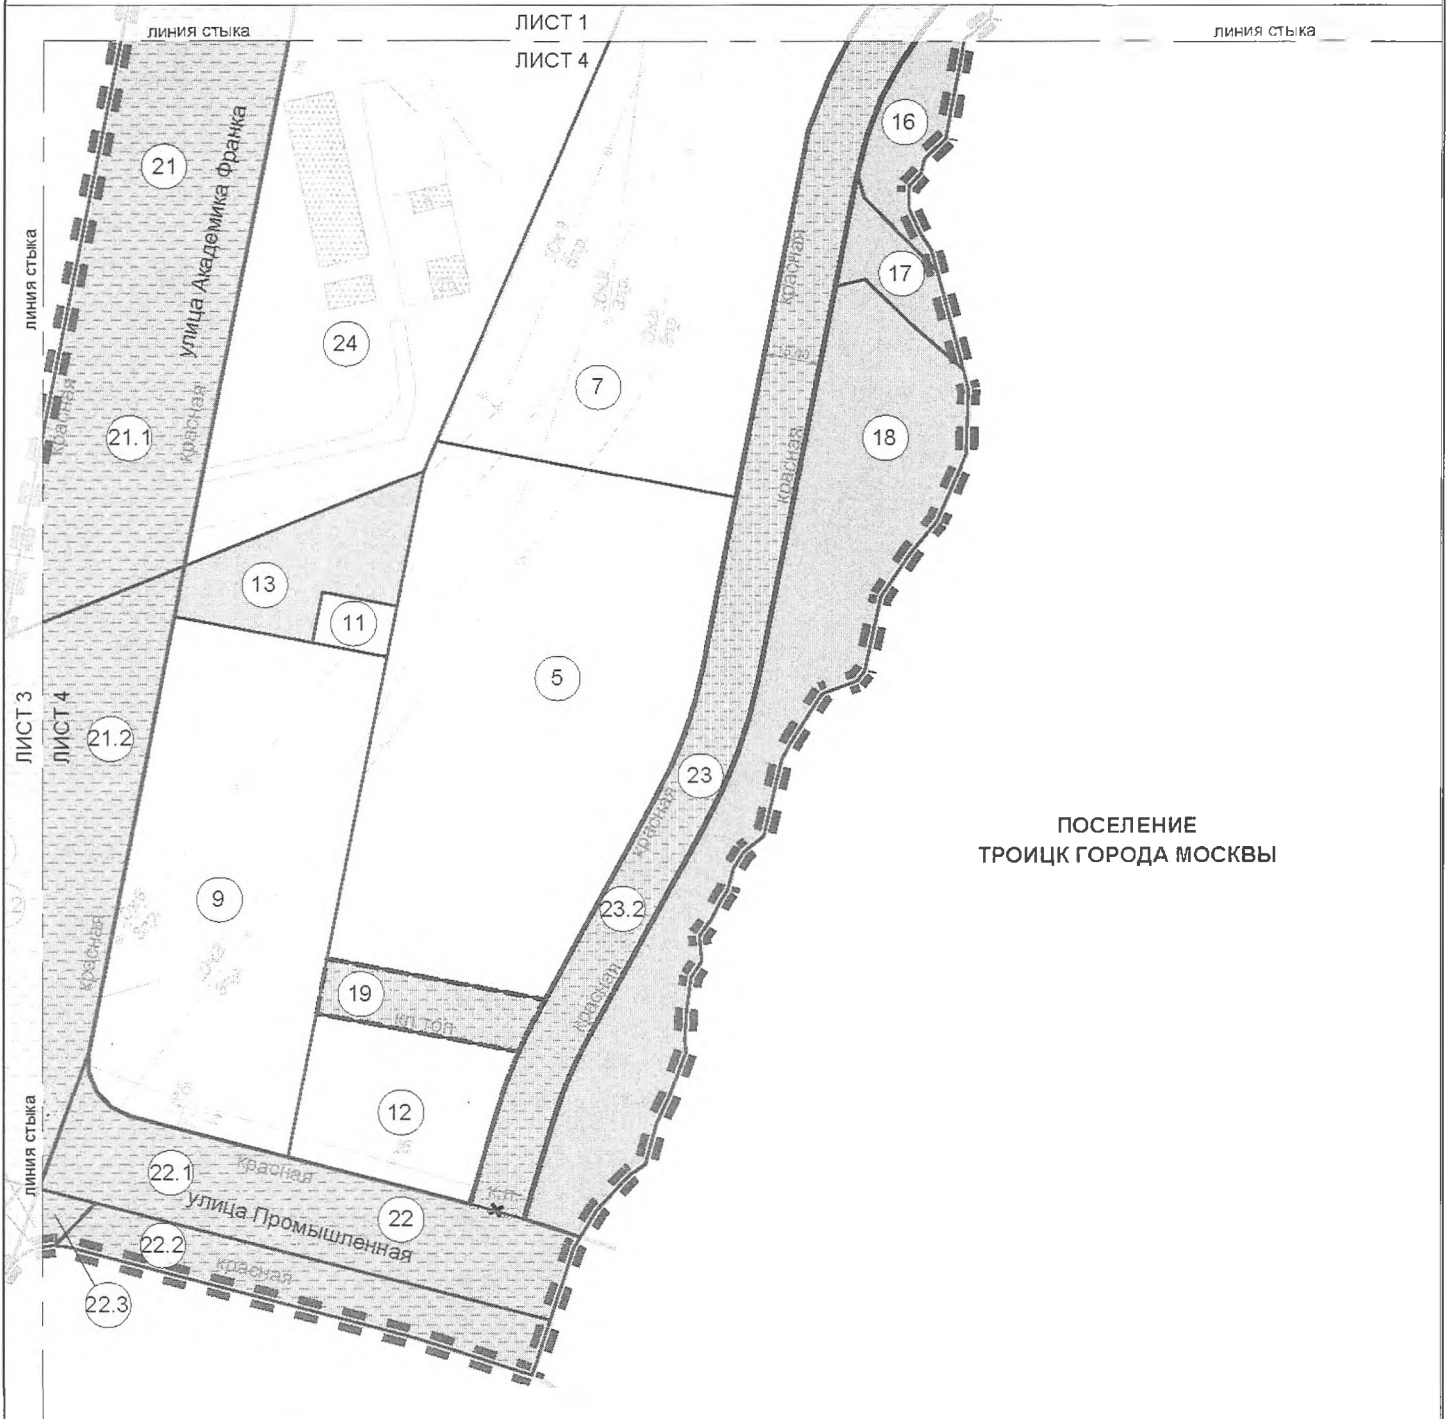 ЛИСТ 1
линия стыка
линия стыка
ЛИСТ 4
16
21
улица Академика Франка
24
линия стыка
красная
17
7
красная
21.1
красная
18
красная
13
11
5
ЛИСТ 3
ЛИСТ 4
21.2
23
красная
ПОСЕЛЕНИЕ
ТРОИЦК ГОРОДА МОСКВЫ
9
23.2
красная
19
кп топ
красная
12
линия стыка
22.1
красная
к.п.
улица Промышленная
22
22.2
красная
22.3